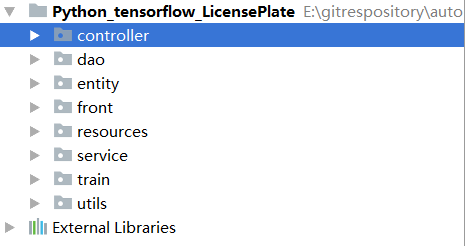 Python_tensorflow_LicensePlate E:\gitrespository\auto
controller
dao
entity
front
resources
service
train
utils
External Libraries